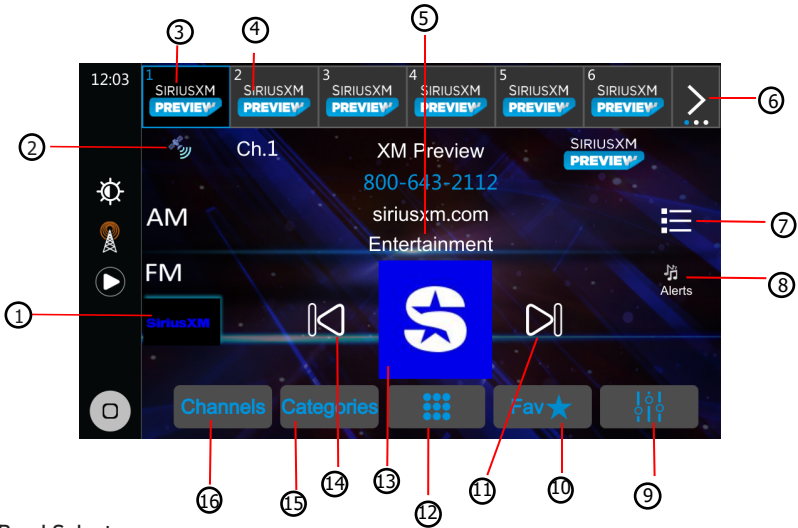 3 4 5
12:03 1 2 3 4 5 6
SIRIUSXM SIRIUSXM SIRIUSXM SIRIUSXM SIRIUSXM SIRIUSXM
PREVIEW PREVIEW PREVIEW PREVIEW PREVIEW PREVIEW
6
2
Ch.1 XM Preview SIRIUSXM
PREVIEW
800-643-2112
AM siriusxm.com
7
Entertainment
FM
8
Alerts
1
SiriusXM
S
Channels Categories Fav
16 15 14 13 12 11 10 9